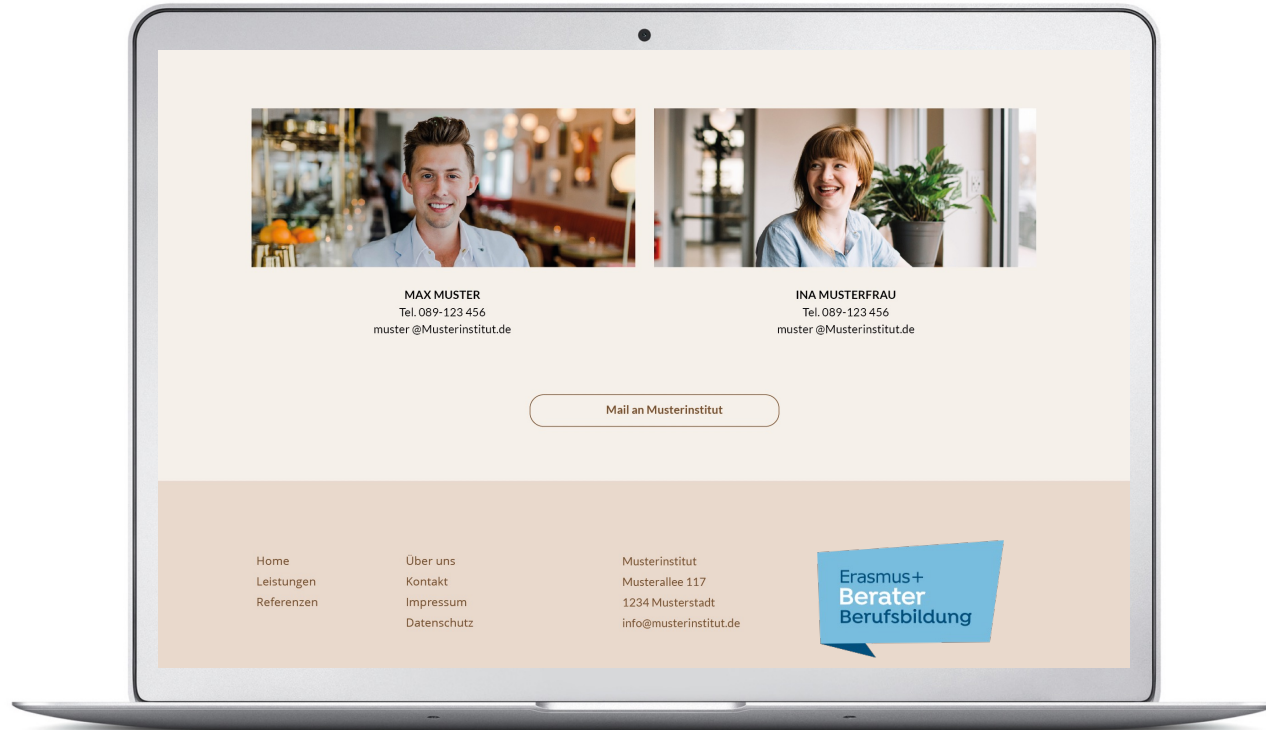 MAX MUSTER
Tel. 089-123 456
muster @Musterinstitut.de
INA MUSTERFRAU
Tel. 089-123 456
muster @Musterinstitut.de
Mail an Musterinstitut
Home
Leistungen
Referenzen
Über uns
Kontakt
Impressum
Datenschutz
Musterinstitut
Musterallee 117
1234 Musterstadt
info@musterinstitut.de
Erasmus+
Berater
Berufsbildung